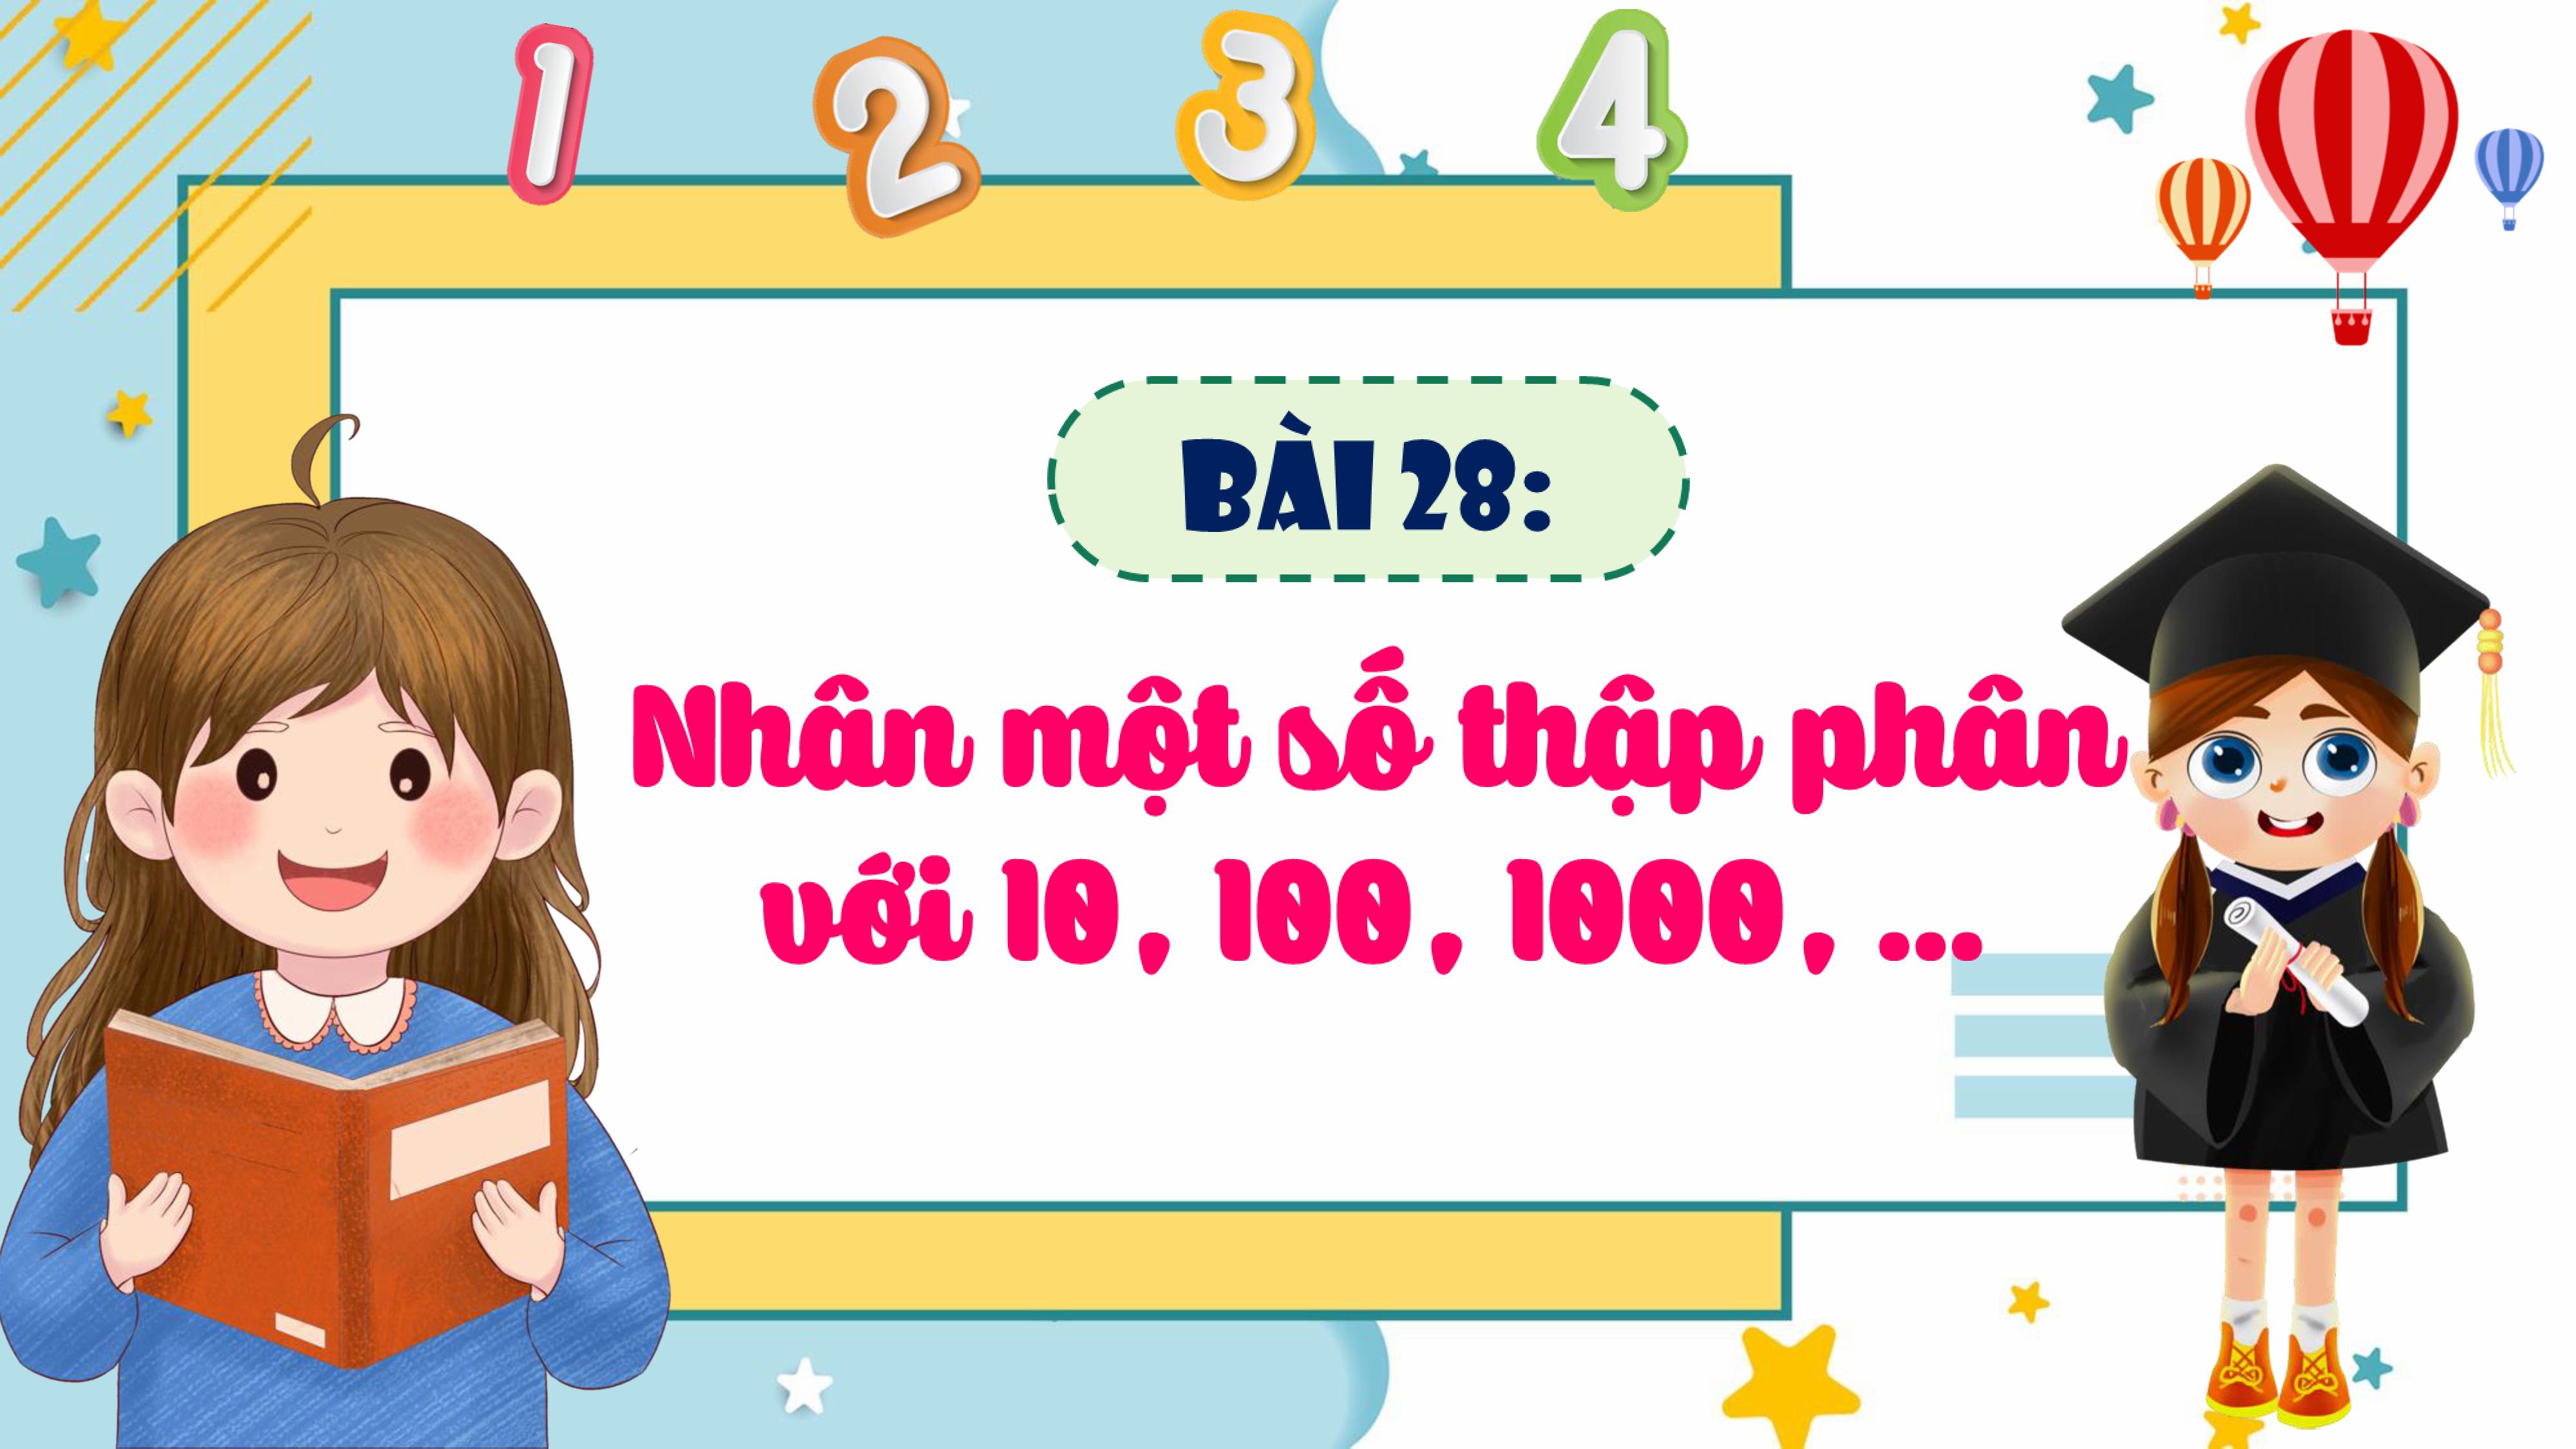 1 2 3 4
BÀI 28:
Nhân một số thập phân
với 10, 100, 1000, ...